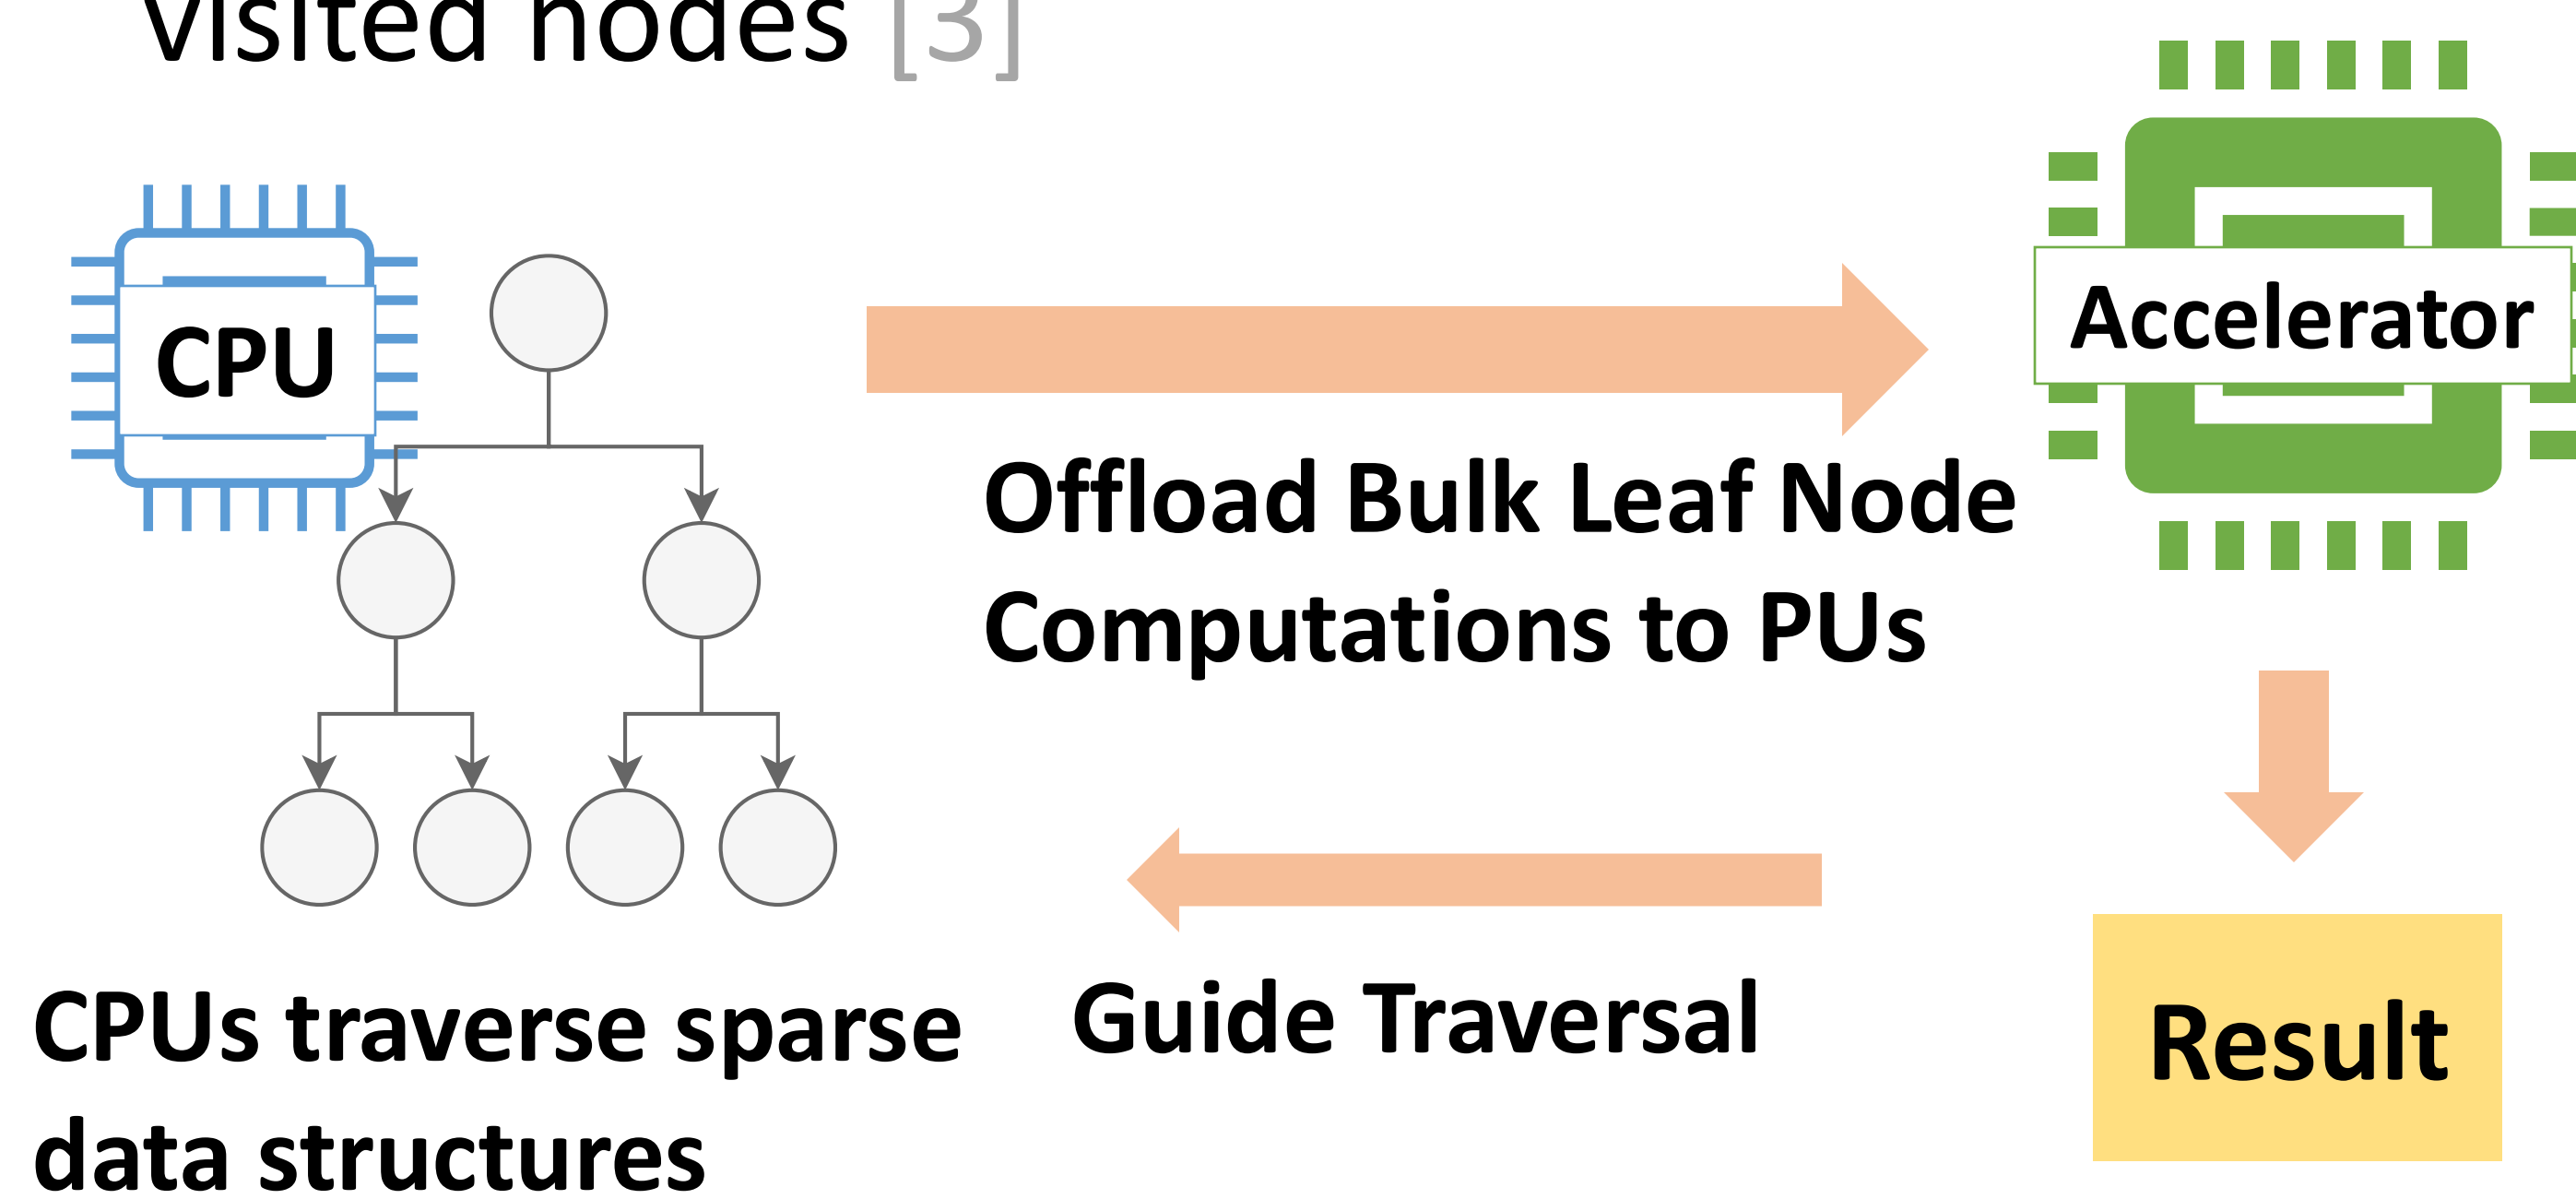 visited nodes [3]
CPU
Accelerator
Offload Bulk Leaf Node
Computations to PUs
CPUs traverse sparse
data structures
Guide Traversal
Result